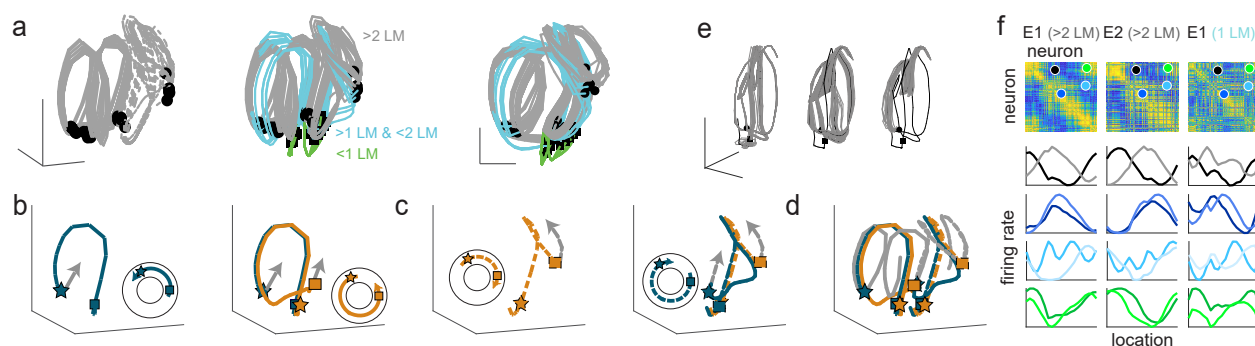 a
>2 LM
>1 LM & <2 LM
<1 LM
b
c
d
e
f
E1 (>2 LM) E2 (>2 LM) E1 (1 LM)
neuron
neuron
firing rate
location